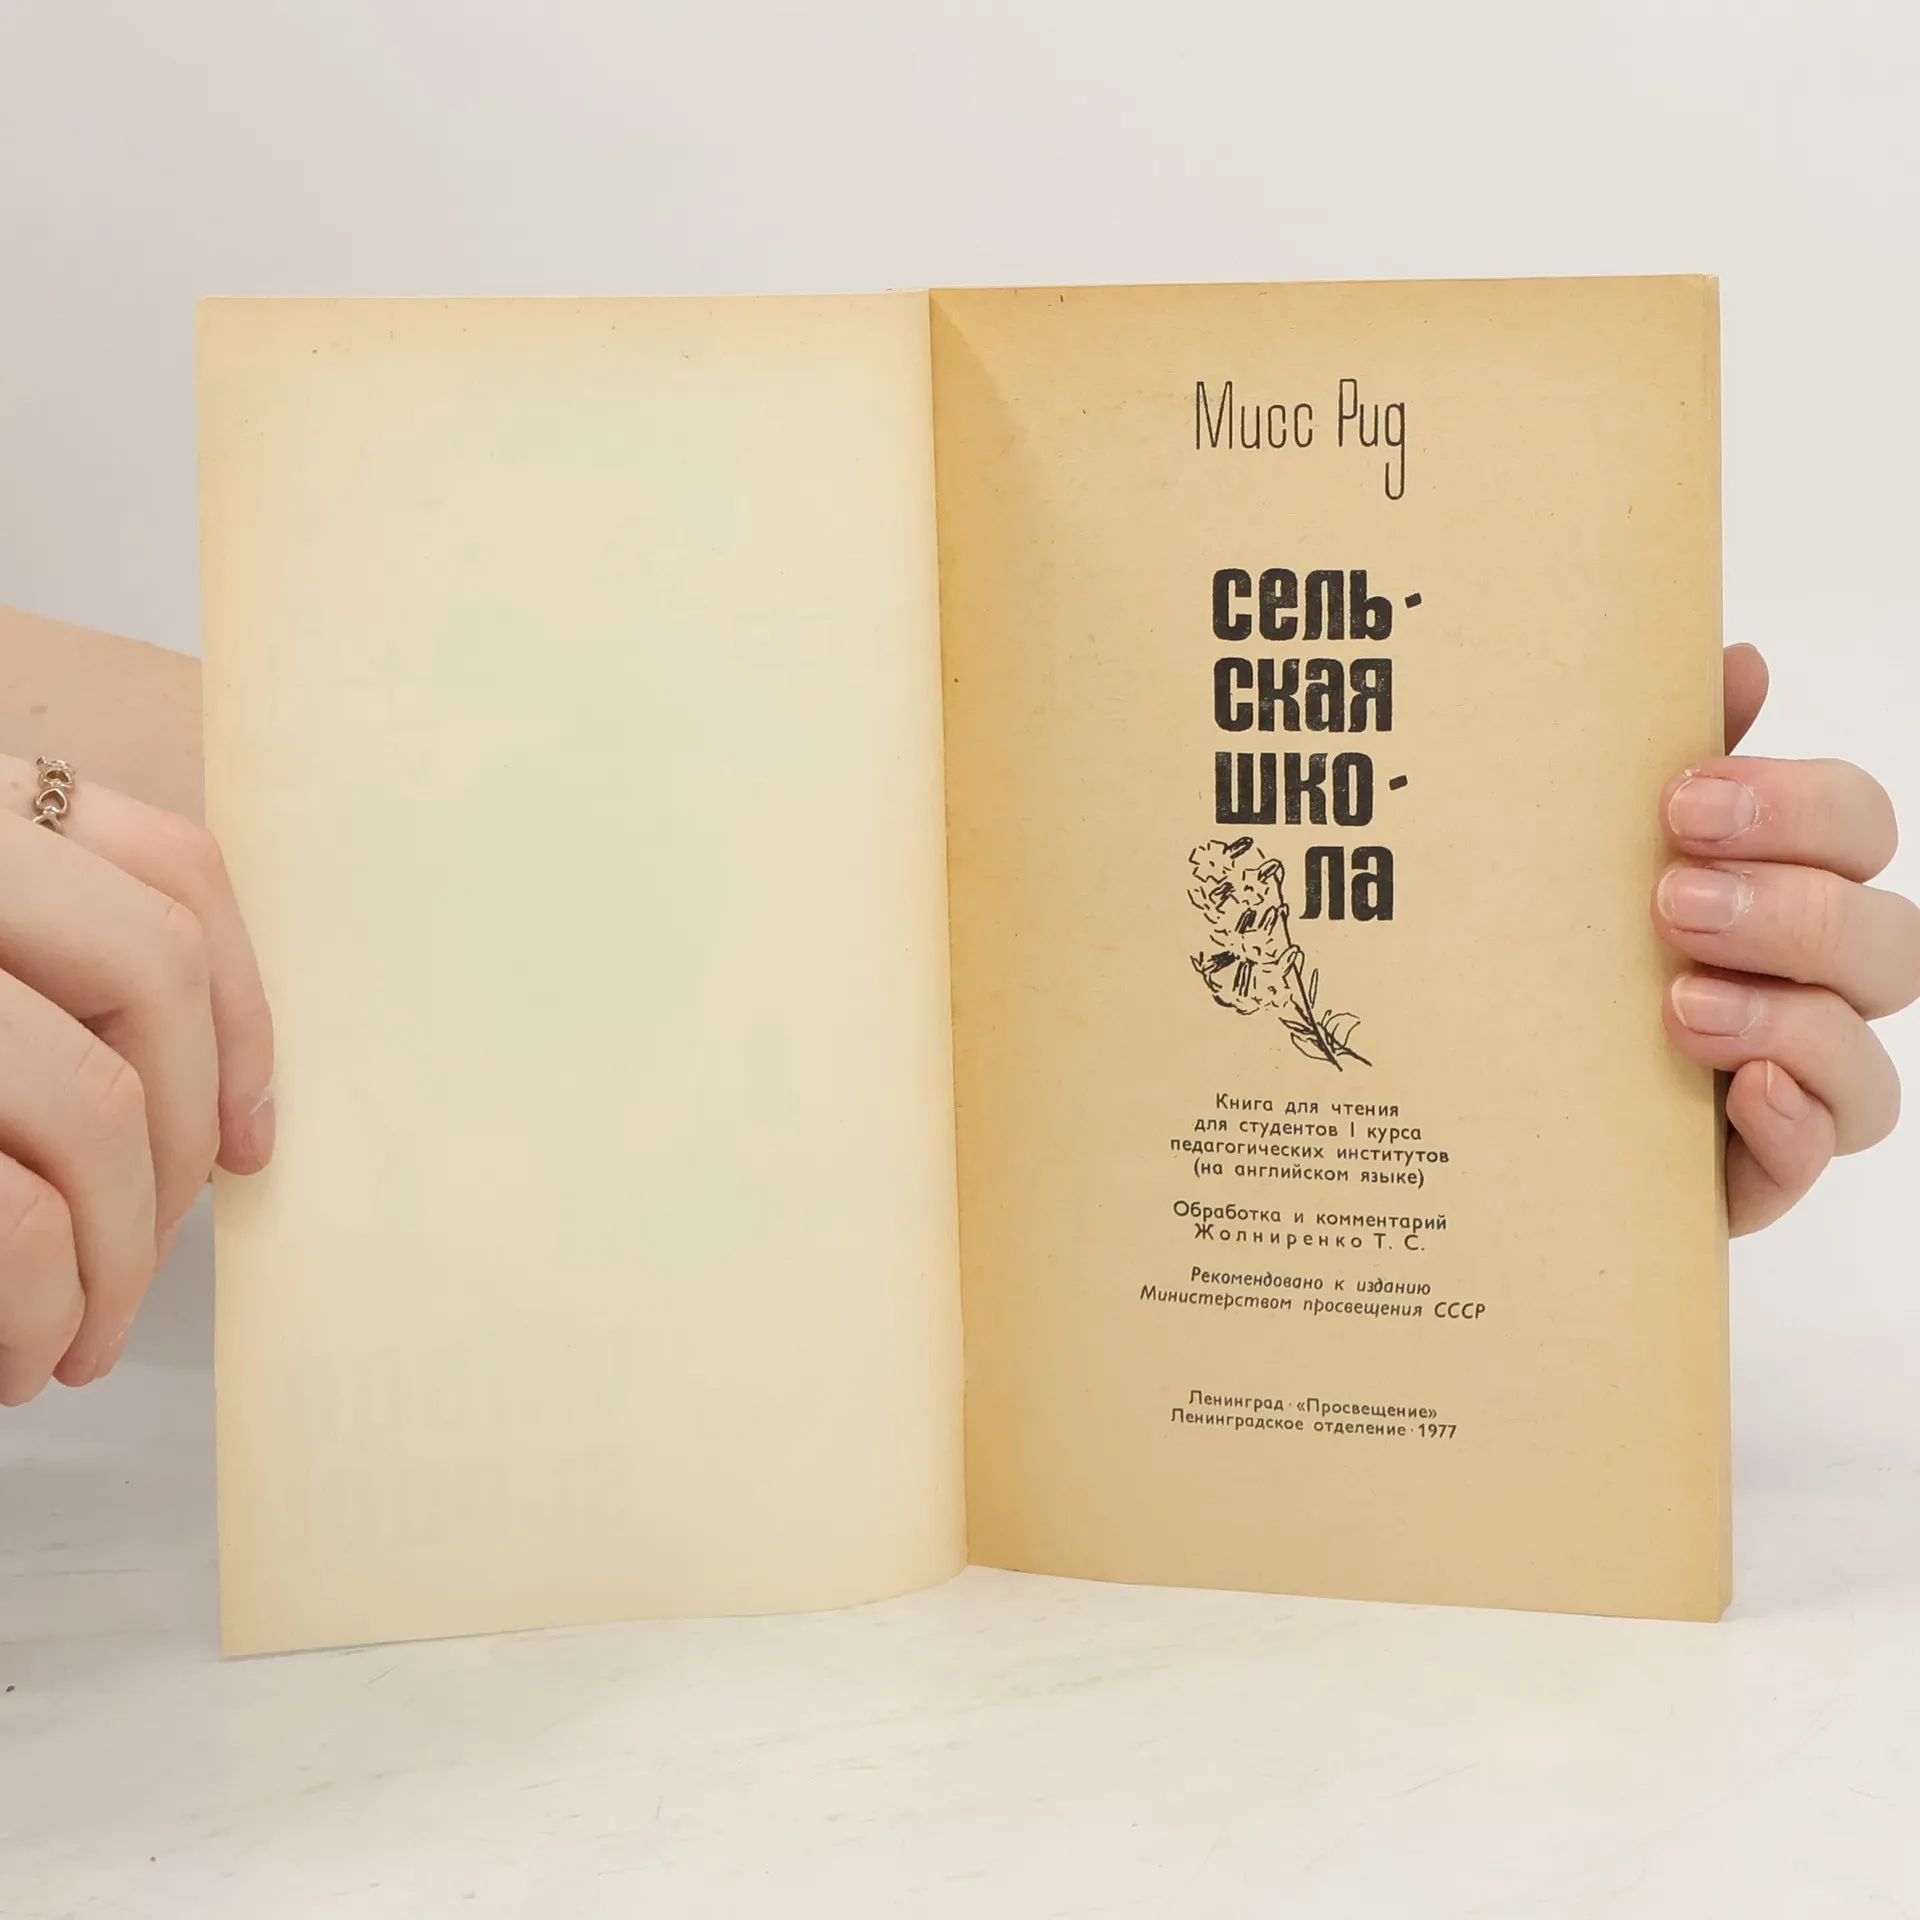 Мисс Рид
сель-
ская
шко-
ла
Книга для чтения
для студентов I курса
педагогических институтов
(на английском языке)
Обработка и комментарий
Жолниренко Т. С.
Рекомендовано к изданию
Министерством просвещения СССР
Ленинград · «Просвещение»
Ленинградское отделение · 1977